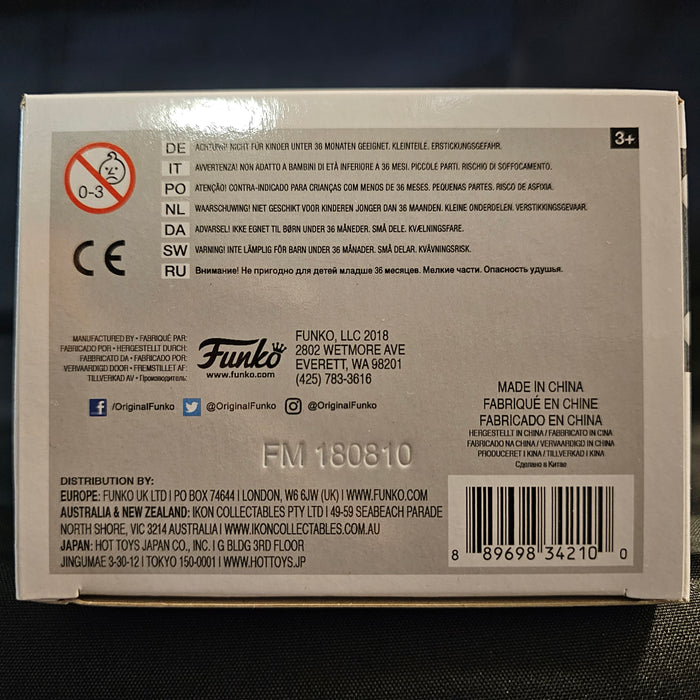 3+
0-3
DE ACHTUNG! NICHT FÜR KINDER UNTER 36 MONATEN GEEIGNET. KLEINTEILE. ERSTICKUNGSGEFAHR.
IT AVVERTENZA! NON ADATTO A BAMBINI DI ETÀ INFERIORE A 36 MESI. PICCOLE PARTI. RISCHIO DI SOFFOCAMENTO.
PO ATENÇÃO! CONTRA-INDICADO PARA CRIANÇAS COM MENOS DE 36 MESES. PEQUENAS PARTES. RISCO DE ASFIXIA.
NL WAARSCHUWING! NIET GESCHIKT VOOR KINDEREN JONGER DAN 36 MAANDEN. KLEINE ONDERDELEN. VERSTIKKINGSGEVAAR.
DA ADVARSEL! IKKE EGNET TIL BØRN UNDER 36 MÅNEDER. SMÅ DELE. KVÆLNINGSFARE.
SW VARNING! INTE LÄMPLIG FÖR BARN UNDER 36 MÅNADER. SMÅ DELAR. KVÄVNINGSRISK.
RU Внимание! Не пригодно для детей младше 36 месяцев. Мелкие части. Опасность удушья.
CE
MANUFACTURED BY • FABRIQUÉ PAR:
FABRICADO POR • HERGESTELLT DURCH:
FABBRICATO DA • FABRICADO POR:
VERVAARDIGD DOOR • FREMSTILLET AF:
TILLVERKAD AV • Производитель:
Funko
www.funko.com
FUNKO, LLC 2018
2802 WETMORE AVE
EVERETT, WA 98201
(425) 783-3616
/OriginalFunko @OriginalFunko @OriginalFunko
MADE IN CHINA
FABRIQUÉ EN CHINE
FABRICADO EN CHINA
HERGESTELLT IN CHINA / FABBRICATO IN CINA
FABRICADO NA CHINA / VERVAARDIGD IN CHINA
PRODUCERET I KINA / TILLVERKAD I KINA
Сделано в Китае
FM 180810
DISTRIBUTION BY:
EUROPE: FUNKO UK LTD | PO BOX 74644 | LONDON, W6 6JW (UK) | WWW.FUNKO.COM
AUSTRALIA & NEW ZEALAND: IKON COLLECTABLES PTY LTD | 49-59 SEABEACH PARADE
NORTH SHORE, VIC 3214 AUSTRALIA | WWW.IKONCOLLECTABLES.COM.AU
JAPAN: HOT TOYS JAPAN CO., INC. | G BLDG 3RD FLOOR
JINGUMAE 3-30-12 | TOKYO 150-0001 | WWW.HOTTOYS.JP
8 89698 34210 0